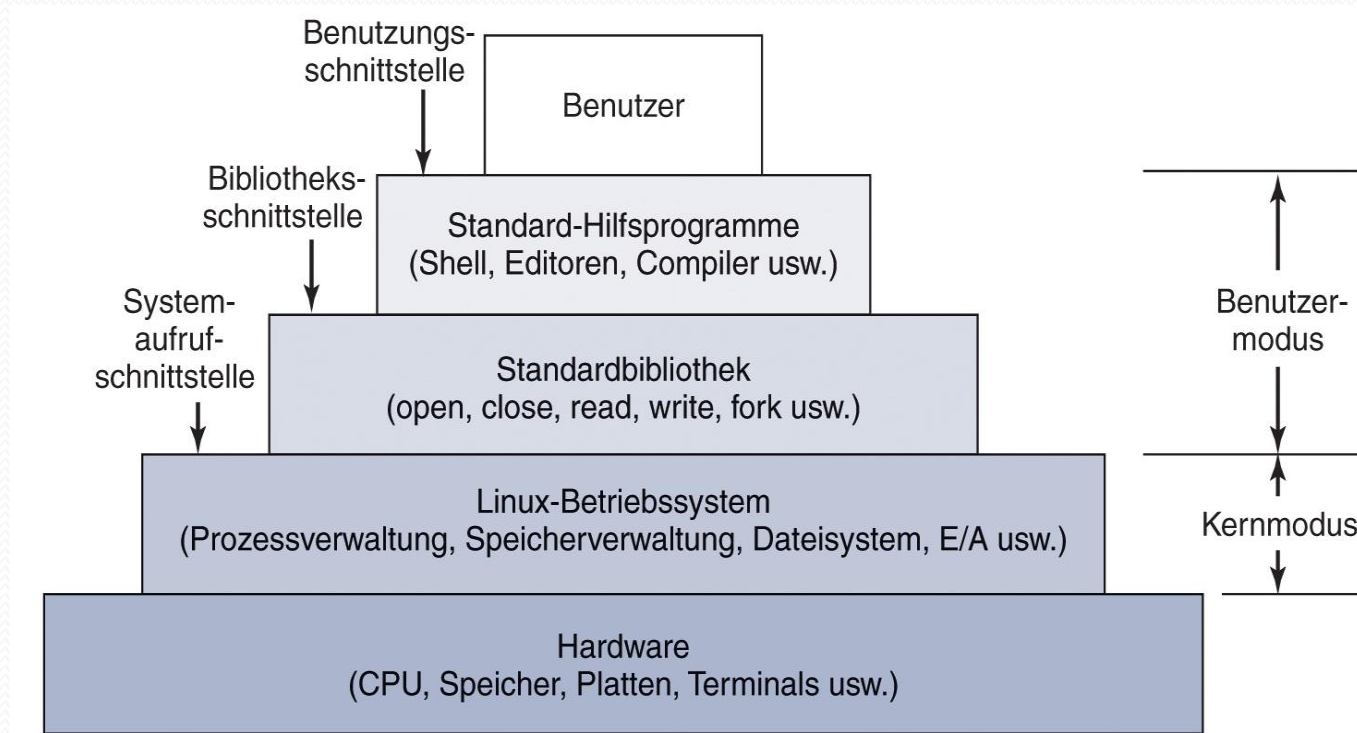 Benutzungs-
schnittstelle
Benutzer
Bibliotheks-
schnittstelle
Standard-Hilfsprogramme
(Shell, Editoren, Compiler usw.)
System-
aufruf-
schnittstelle
Benutzer-
modus
Standardbibliothek
(open, close, read, write, fork usw.)
Linux-Betriebssystem
(Prozessverwaltung, Speicherverwaltung, Dateisystem, E/A usw.)
Kernmodus
Hardware
(CPU, Speicher, Platten, Terminals usw.)